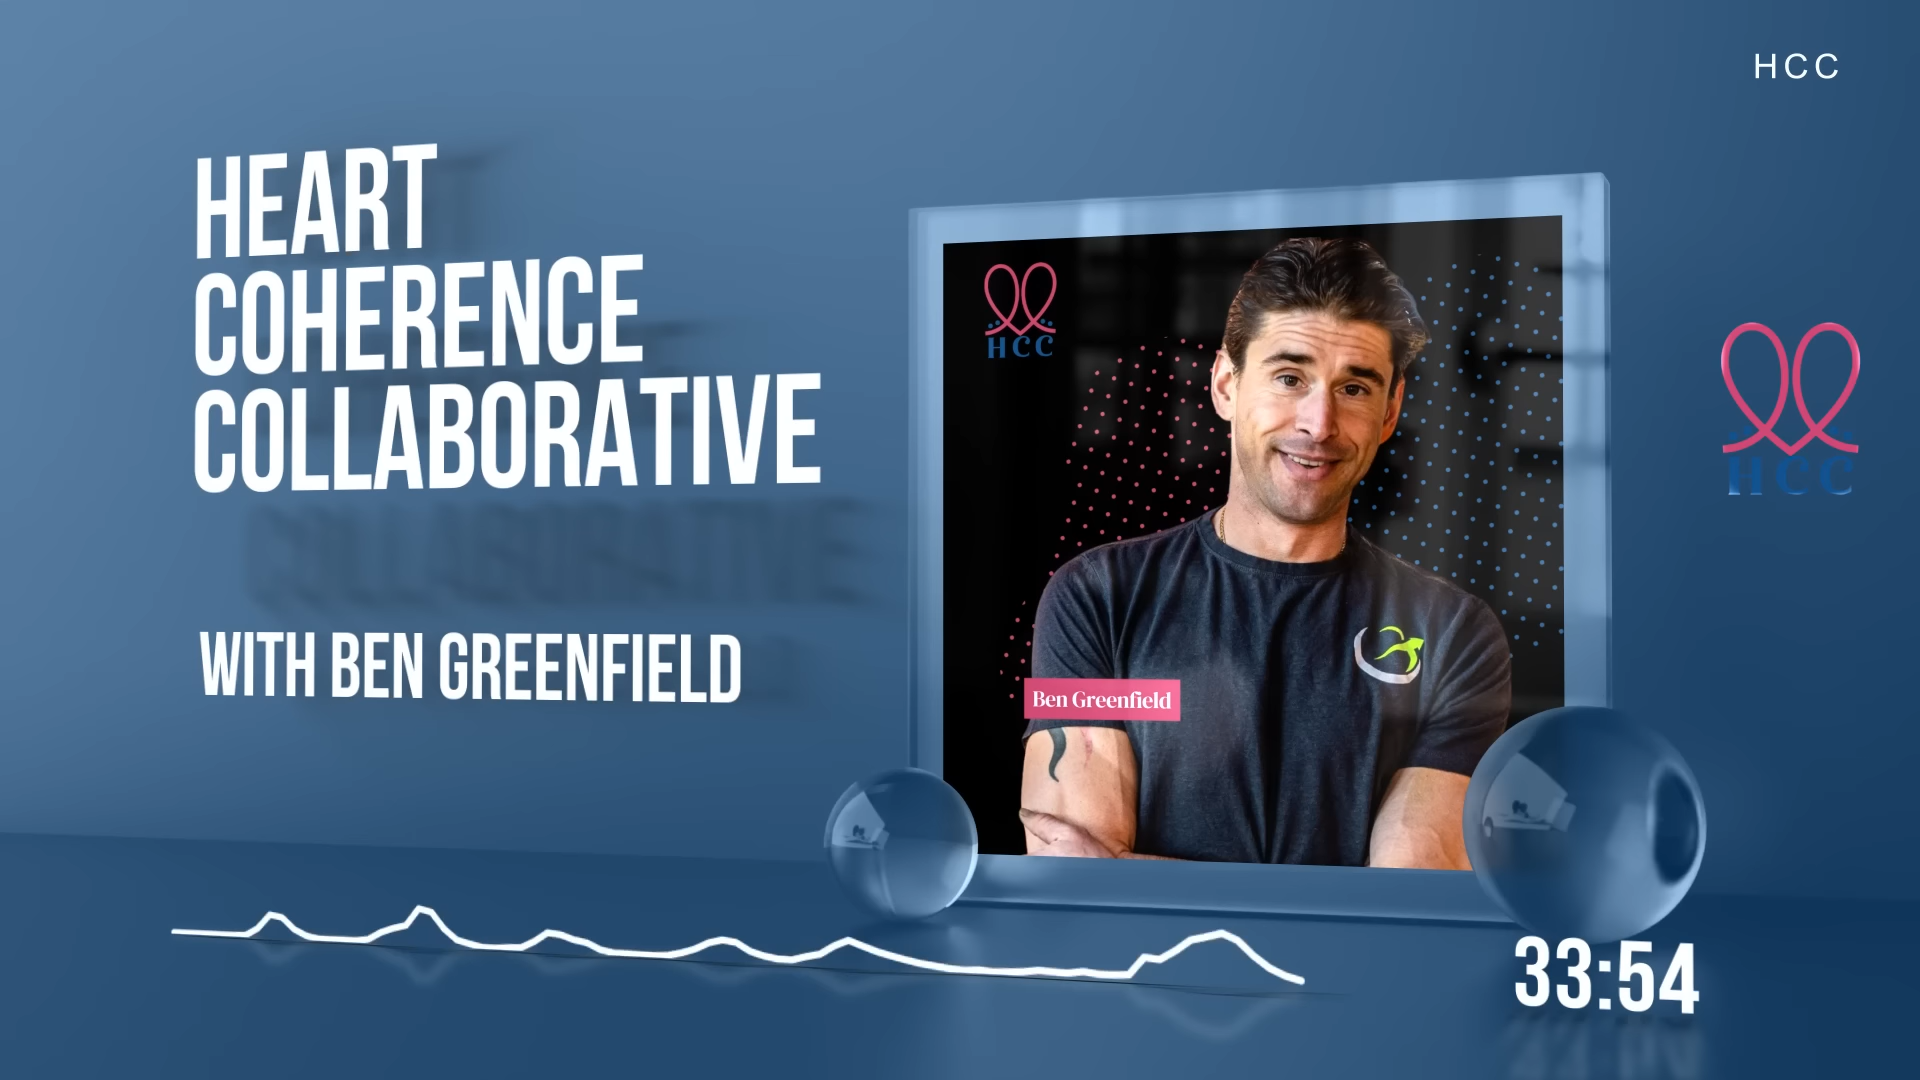 HCC
HEART
COHERENCE
COLLABORATIVE
WITH BEN GREENFIELD
HCC
Ben Greenfield
HCC
33:54